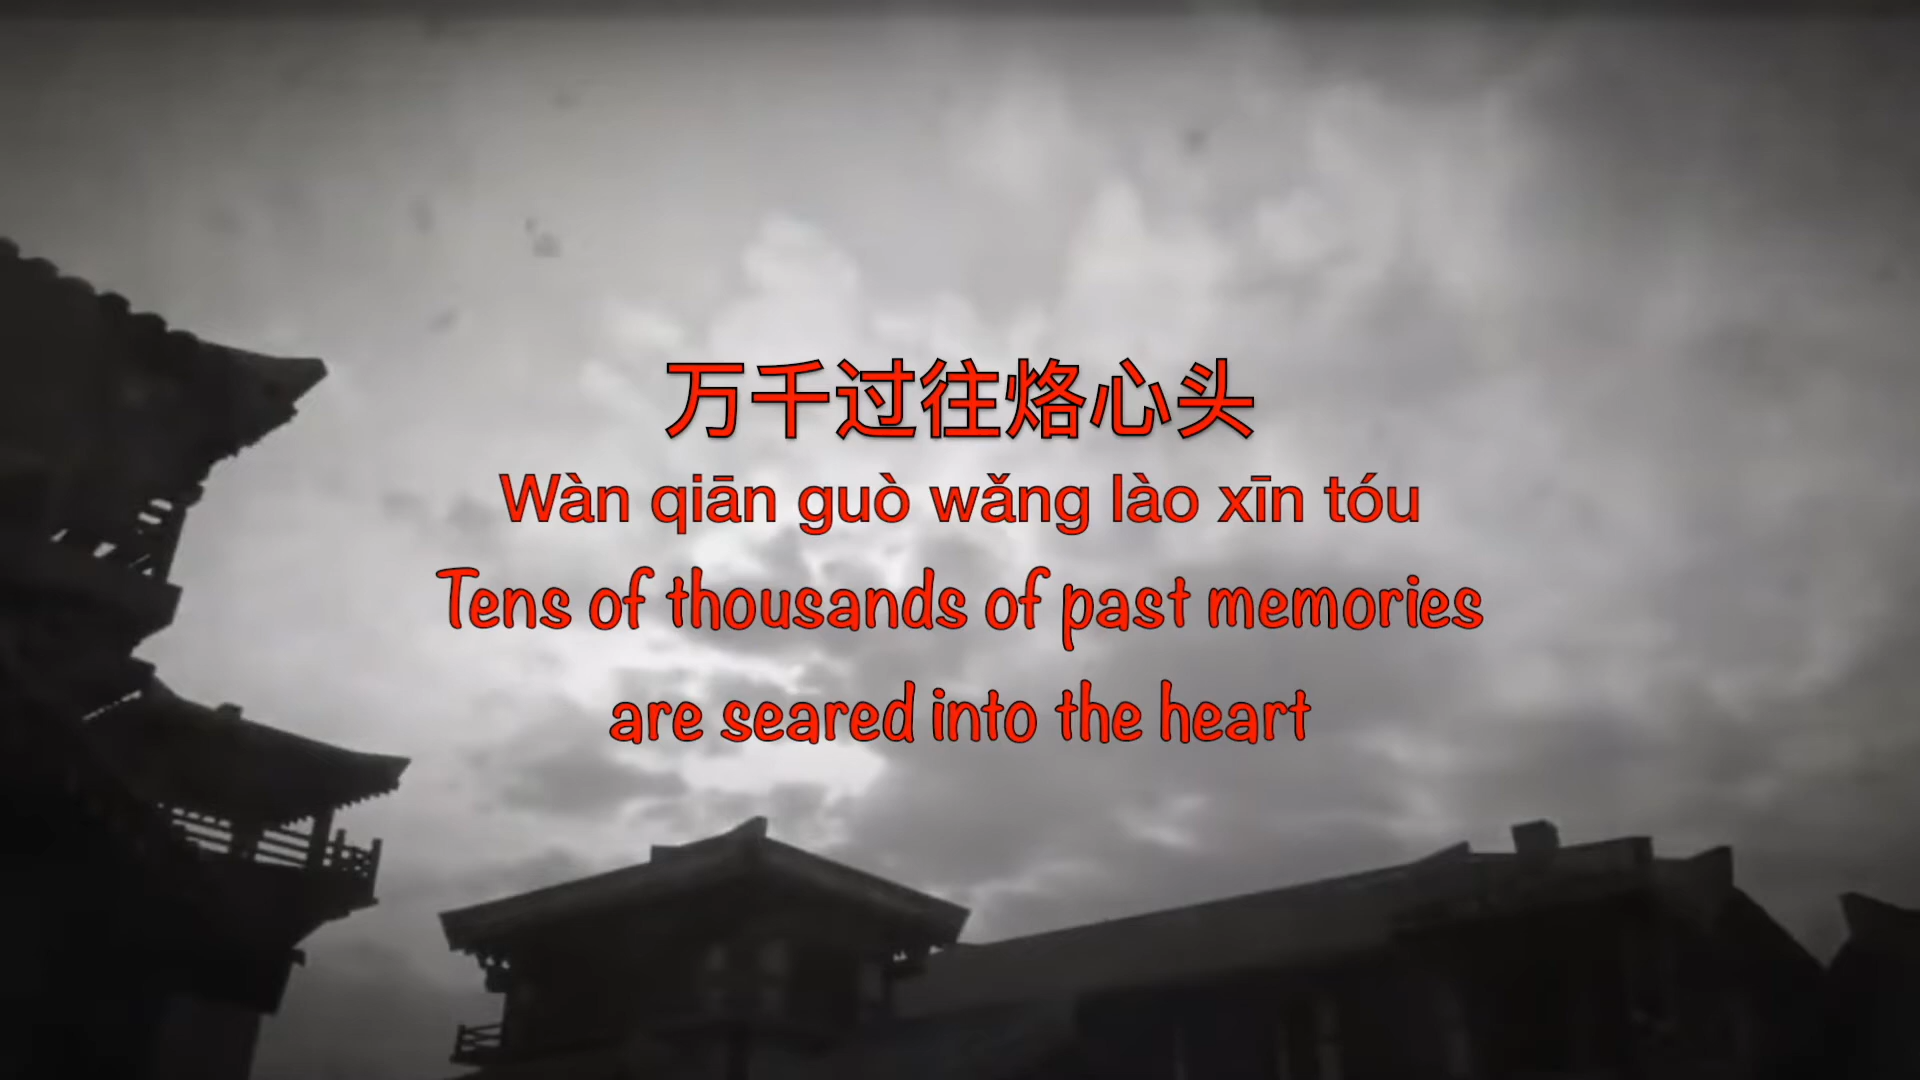 万千过往烙心头
Wàn qiān guò wǎng lào xīn tóu
Tens of thousands of past memories
are seared into the heart